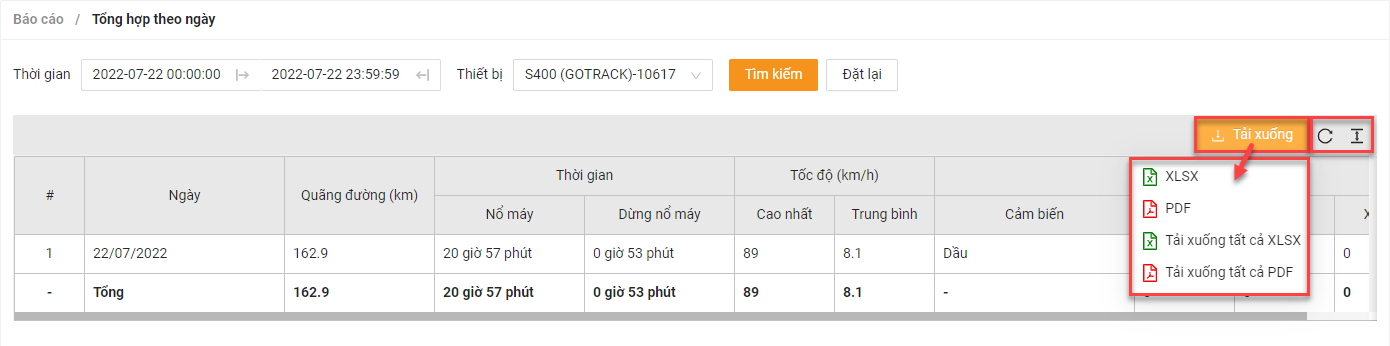 Báo cáo / Tổng hợp theo ngày
Thời gian 2022-07-22 00:00:00 2022-07-22 23:59:59 Thiết bị S400 (GOTRACK)-10617 Tìm kiếm Đặt lại
Tải xuống
XLSX
PDF
Tải xuống tất cả XLSX
Tải xuống tất cả PDF
# Ngày Quãng đường (km) Thời gian Tốc độ (km/h)
Nổ máy Dừng nổ máy Cao nhất Trung bình Cảm biến X
1 22/07/2022 162.9 20 giờ 57 phút 0 giờ 53 phút 89 8.1 Dầu 0
- Tổng 162.9 20 giờ 57 phút 0 giờ 53 phút 89 8.1 - 0